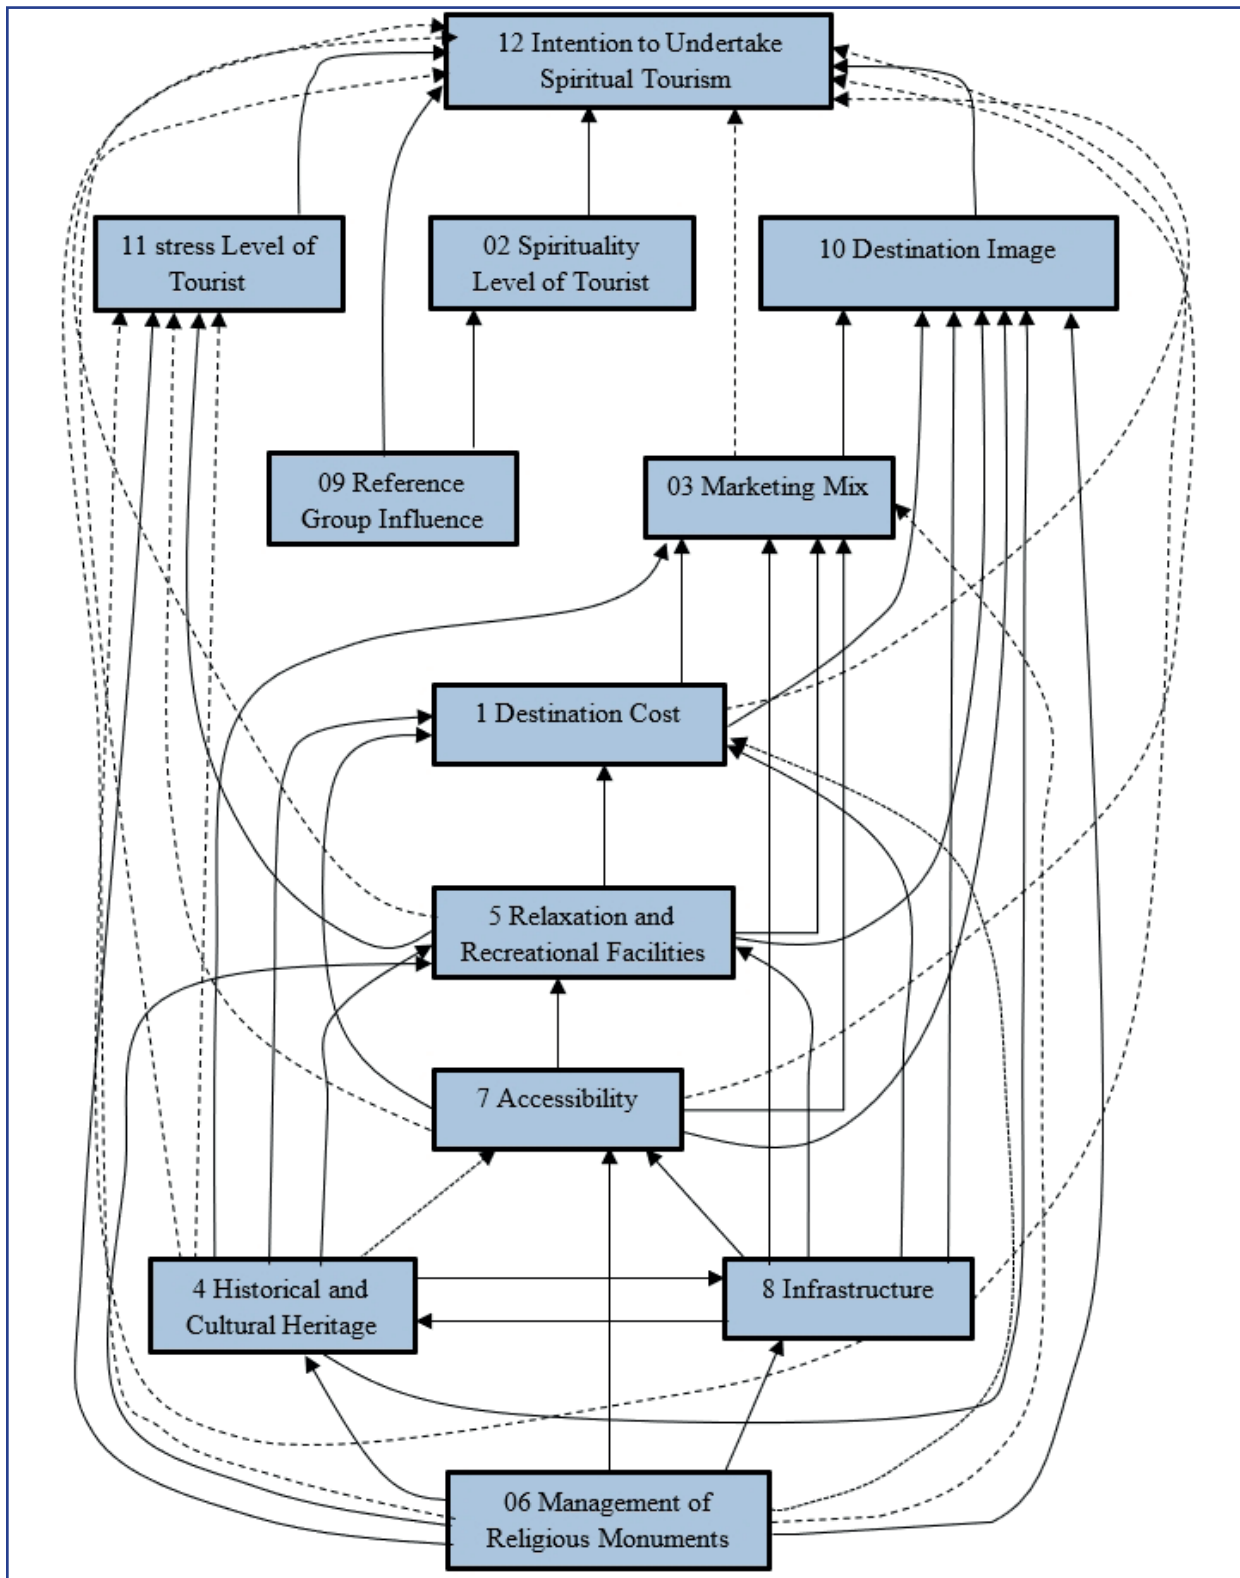 12 Intention to Undertake
Spiritual Tourism
11 stress Level of
Tourist
02 Spirituality
Level of Tourist
10 Destination Image
09 Reference
Group Influence
03 Marketing Mix
1 Destination Cost
5 Relaxation and
Recreational Facilities
7 Accessibility
4 Historical and
Cultural Heritage
8 Infrastructure
06 Management of
Religious Monuments